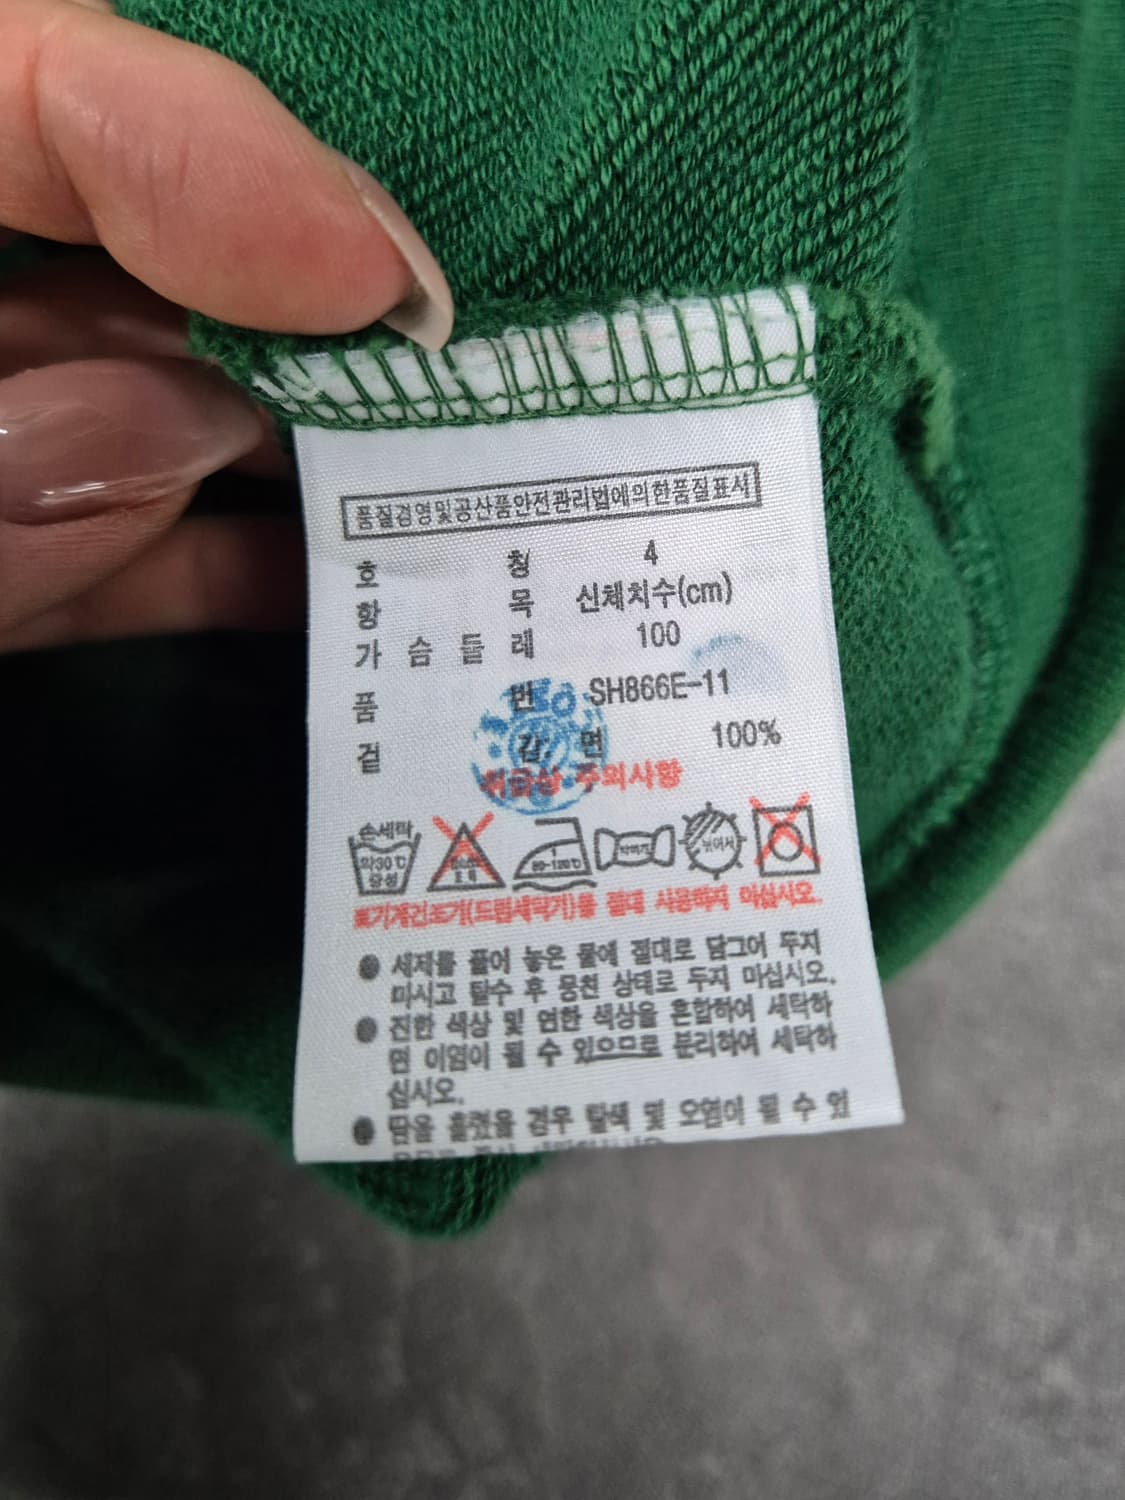 품질경영및공산품안전관리법에의한품질표시
호 칭 4
항 목 신체치수(cm)
가 슴 둘 레 100
품 번 SH866E-11
겉 감: 면 100%
취급상 주의사항
손세탁
약30℃
중성
80-120℃
뉘어서
※기계건조기(드럼세탁기)를 절대 사용하지 마십시오.
● 세제를 풀어 놓은 물에 절대로 담그어 두지
마시고 탈수 후 뭉친 상태로 두지 마십시오.
● 진한 색상 및 연한 색상을 혼합하여 세탁하
면 이염이 될 수 있으므로 분리하여 세탁하
십시오.
● 땀을 흘렸을 경우 탈색 및 오염이 될 수 있